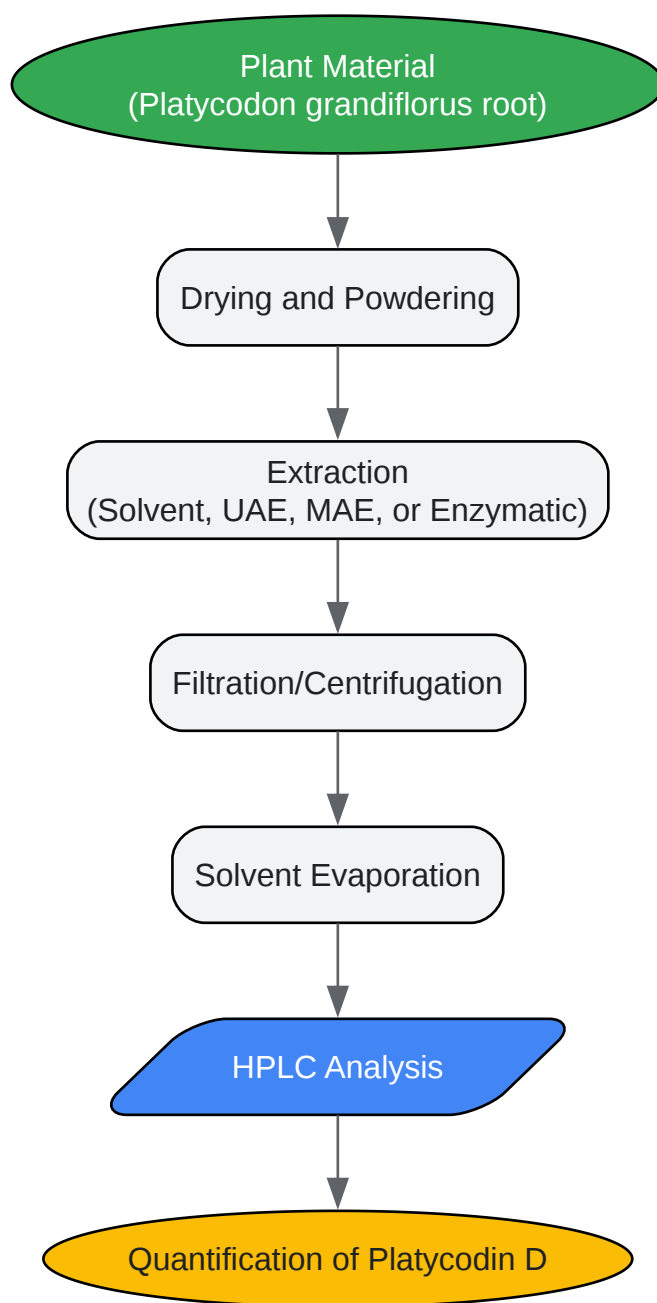 Plant Material
(Platycodon grandiflorus root)
Drying and Powdering
Extraction
(Solvent, UAE, MAE, or Enzymatic)
Filtration/Centrifugation
Solvent Evaporation
HPLC Analysis
Quantification of Platycodin D